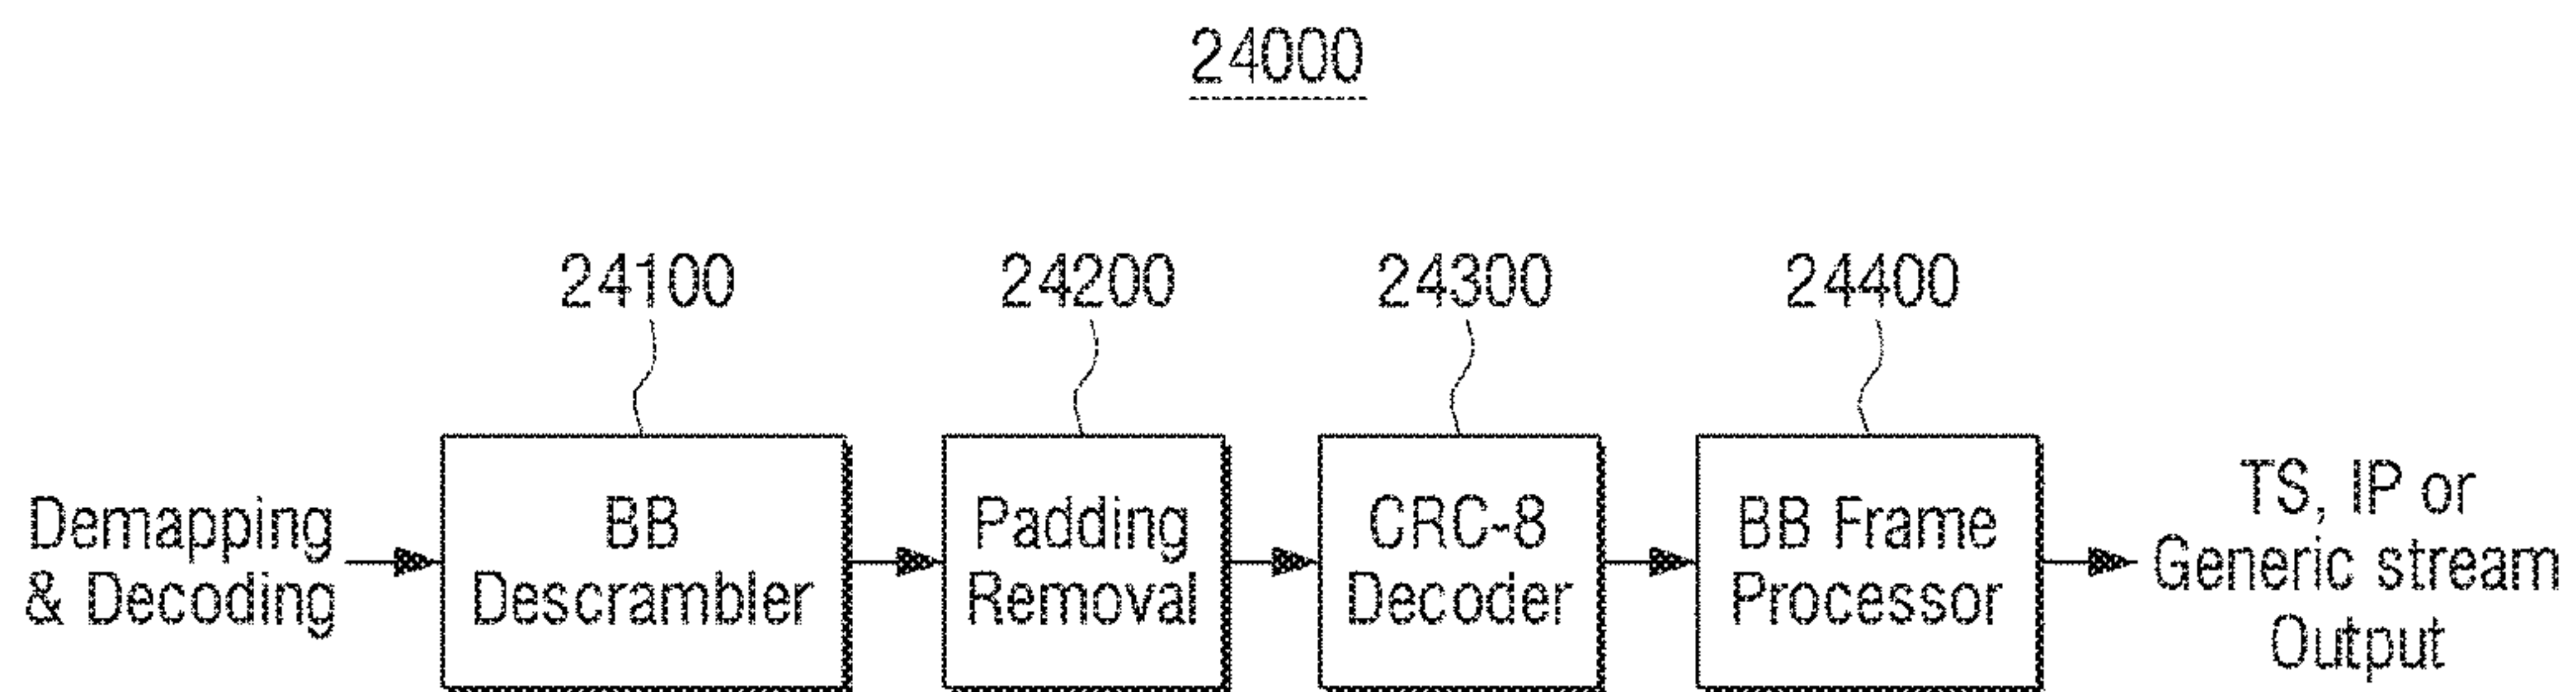 24000
24100
24200
24300
24400
Demapping
& Decoding
BB
Descrambler
Padding
Removal
CRC-8
Decoder
BB Frame
Processor
TS, IP or
Generic stream
Output